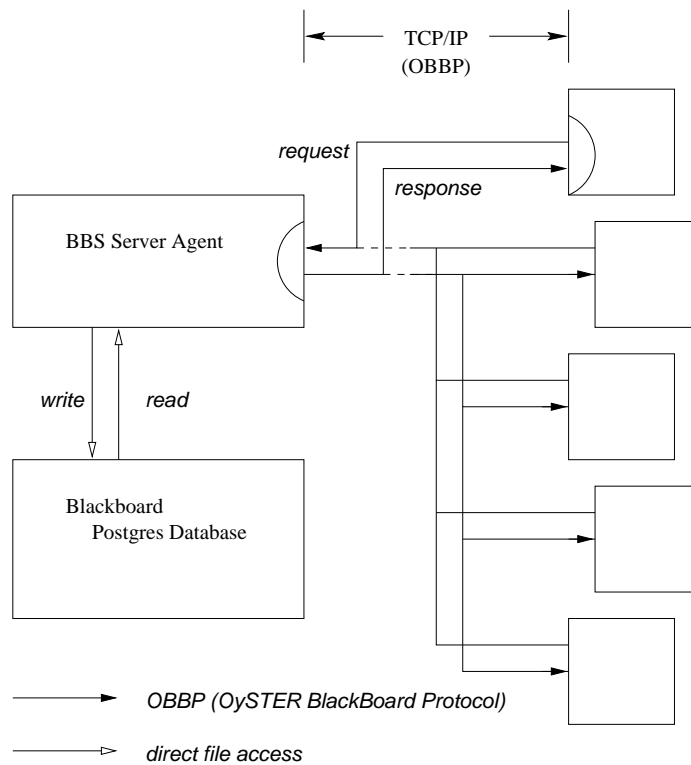 TCP/IP
(OBBP)
request
response
BBS Server Agent
write
read
Blackboard
Postgres Database
OBBP (OySTER BlackBoard Protocol)
direct file access